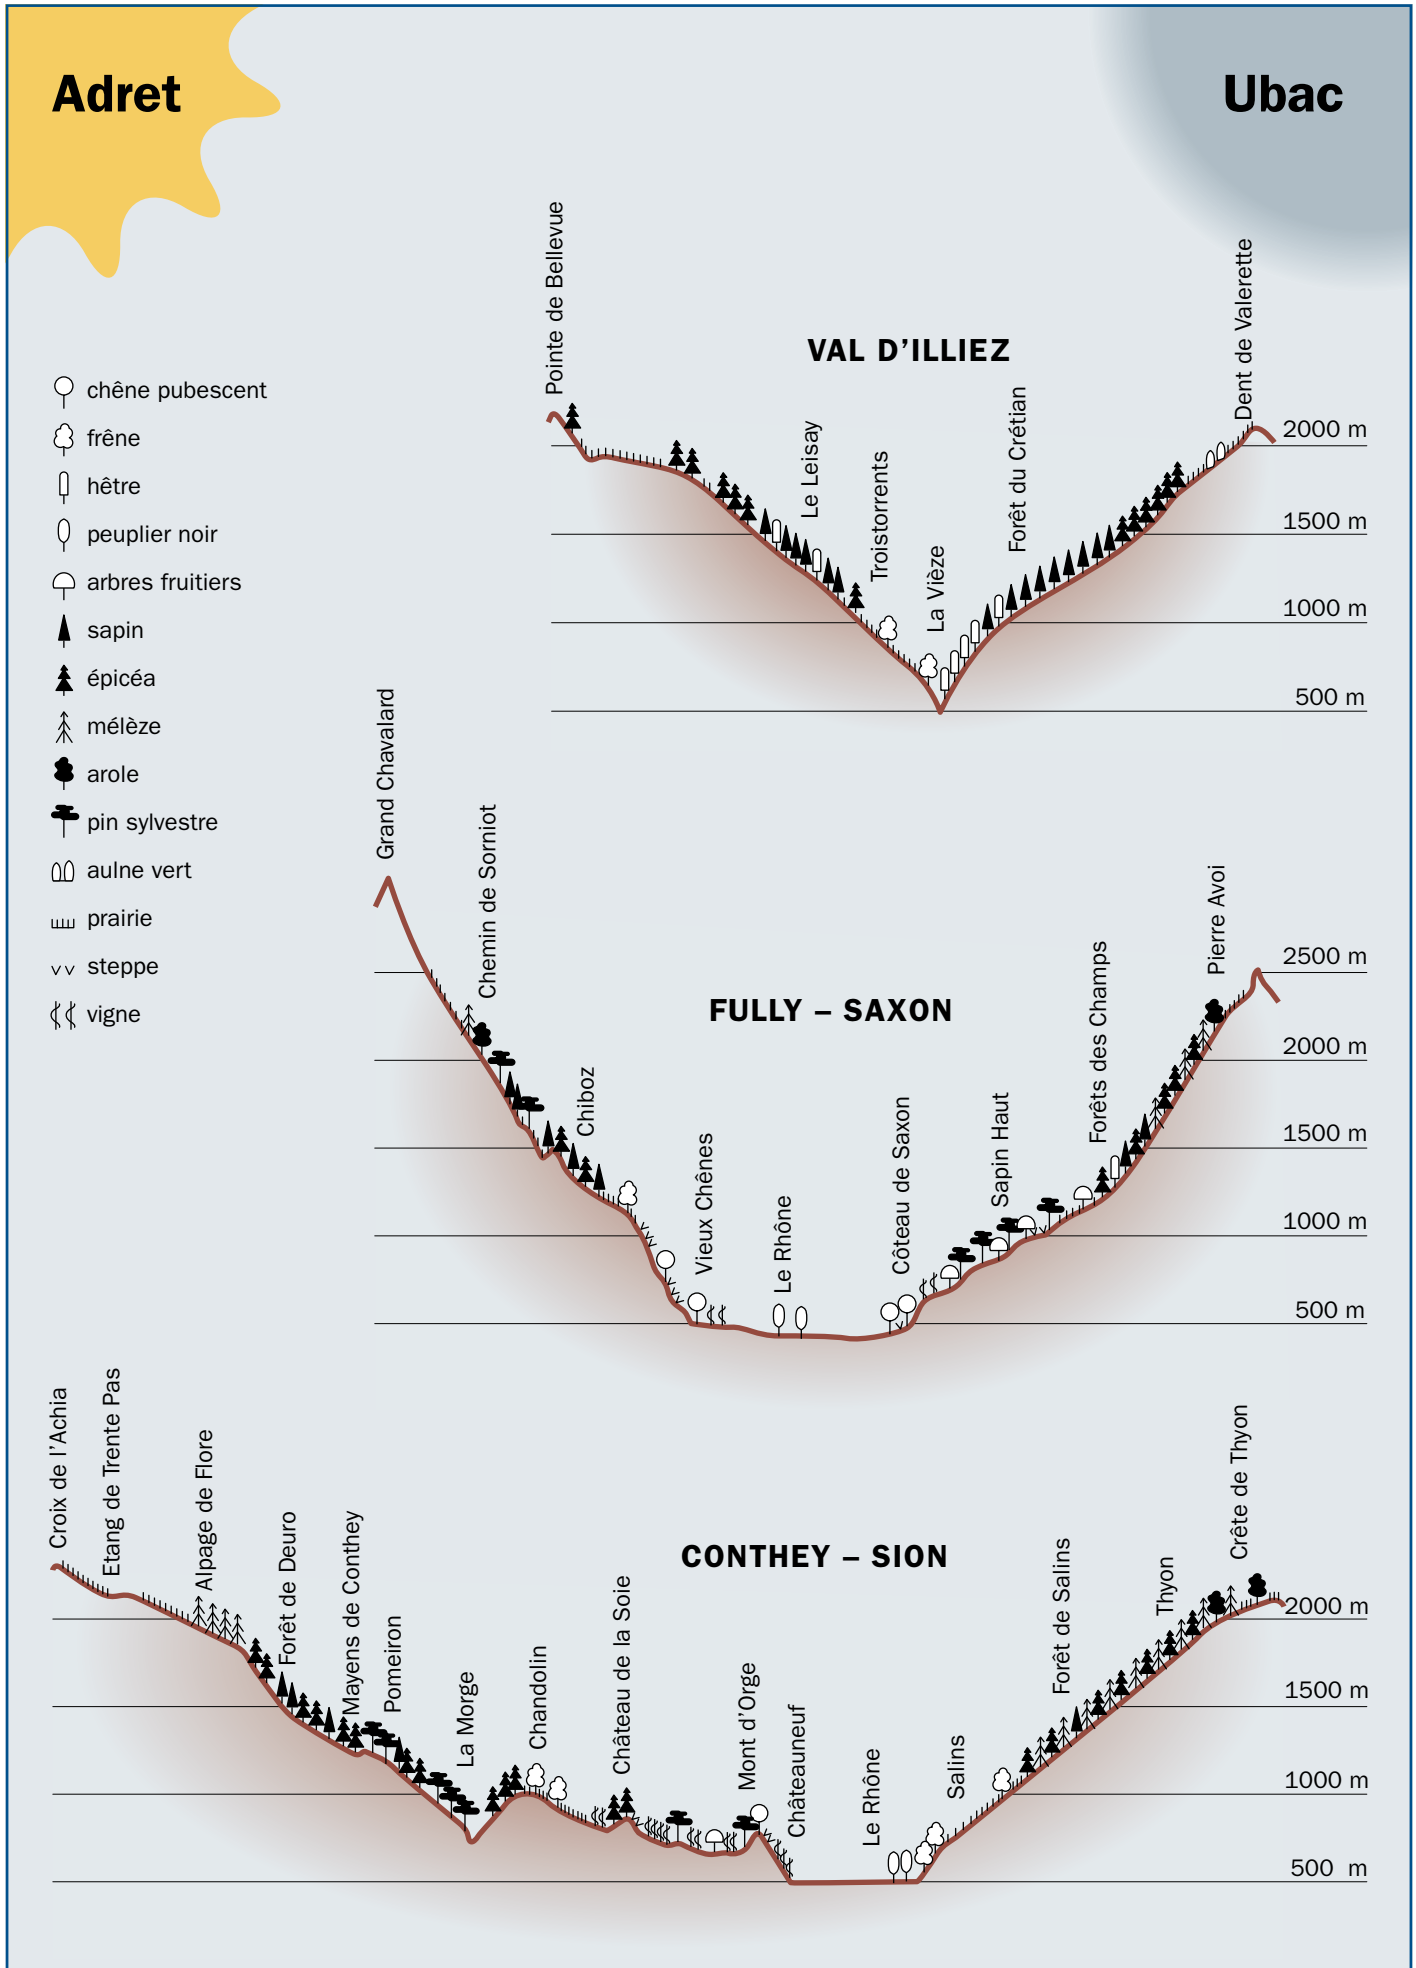 Adret
Ubac
chêne pubescent
frêne
hêtre
peuplier noir
arbres fruitiers
sapin
épicéa
mélèze
arole
pin sylvestre
aulne vert
prairie
steppe
vigne
VAL D’ILLIEZ
Pointe de Bellevue
Le Leisay
Troistorrents
La Vièze
Forêt du Crétian
Dent de Valerette
2000 m
1500 m
1000 m
500 m
FULLY – SAXON
Grand Chavalard
Chemin de Sorniot
Chiboz
Vieux Chênes
Le Rhône
Côteau de Saxon
Sapin Haut
Forêts des Champs
Pierre Avoi
2500 m
2000 m
1500 m
1000 m
500 m
CONTHEY – SION
Croix de l’Achia
Etang de Trente Pas
Alpage de Flore
Forêt de Deuro
Mayens de Conthey
Pomeiron
La Morge
Chandolin
Château de la Soie
Mont d’Orge
Châteauneuf
Le Rhône
Salins
Forêt de Salins
Thyon
Crête de Thyon
2000 m
1500 m
1000 m
500 m